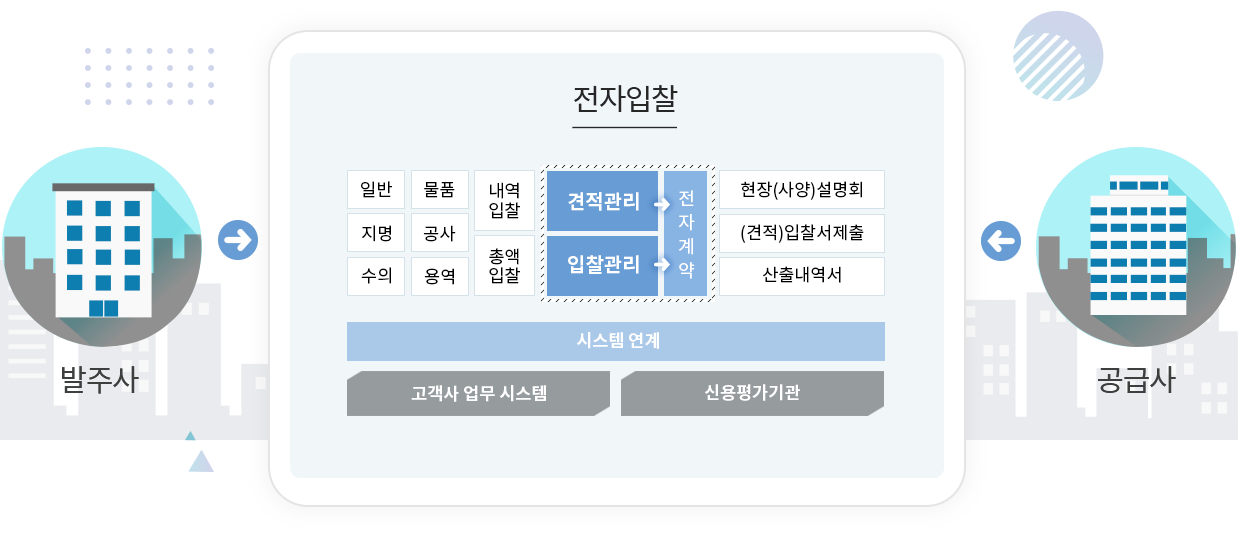 전자입찰
일반
물품
내역
입찰
지명
공사
총액
입찰
수의
용역
견적관리
입찰관리
전
자
계
약
현장(사양)설명회
(견적)입찰서제출
산출내역서
시스템 연계
고객사 업무 시스템
신용평가기관
발주사
공급사